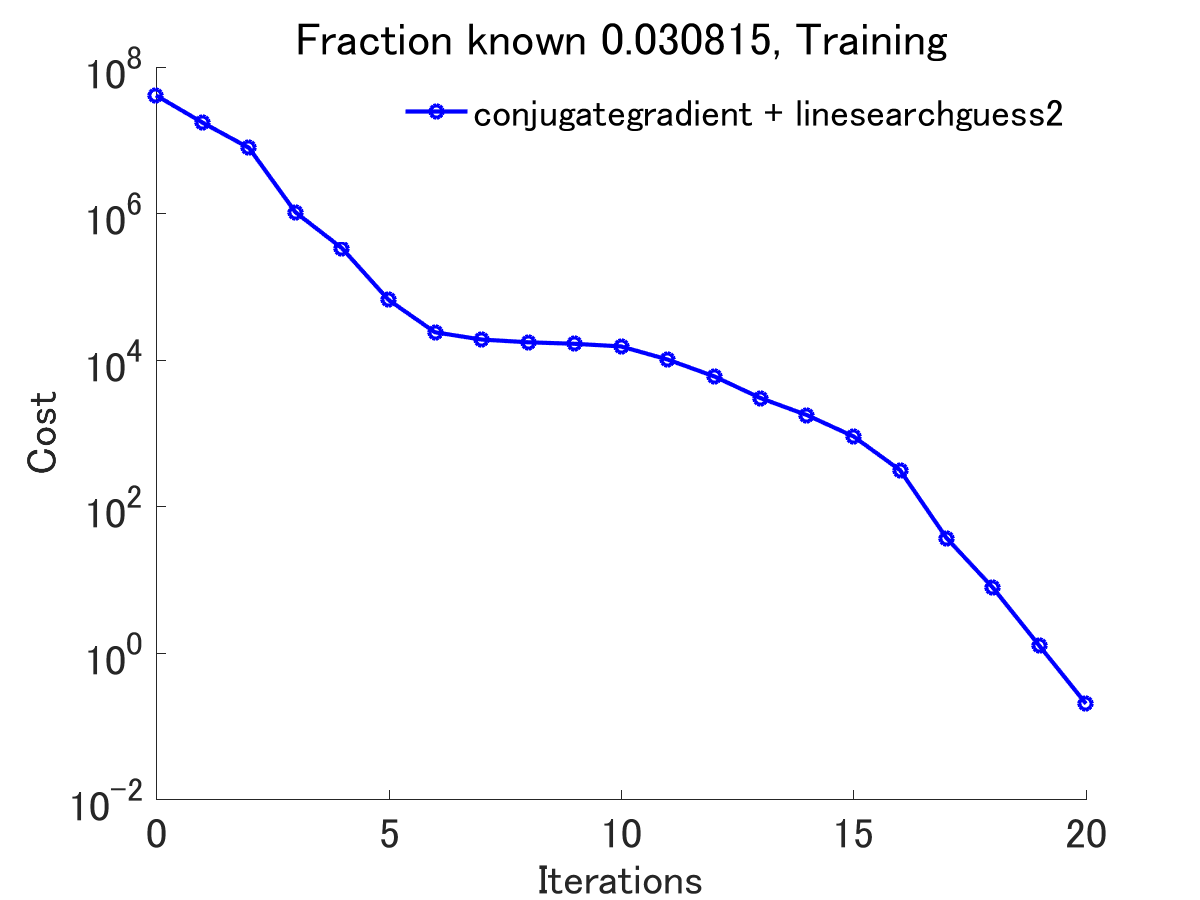 Fraction known 0.030815, Training
conjugategradient + linesearchguess2
10^8
10^6
10^4
10^2
10^0
10^-2
Cost
0 5 10 15 20
Iterations